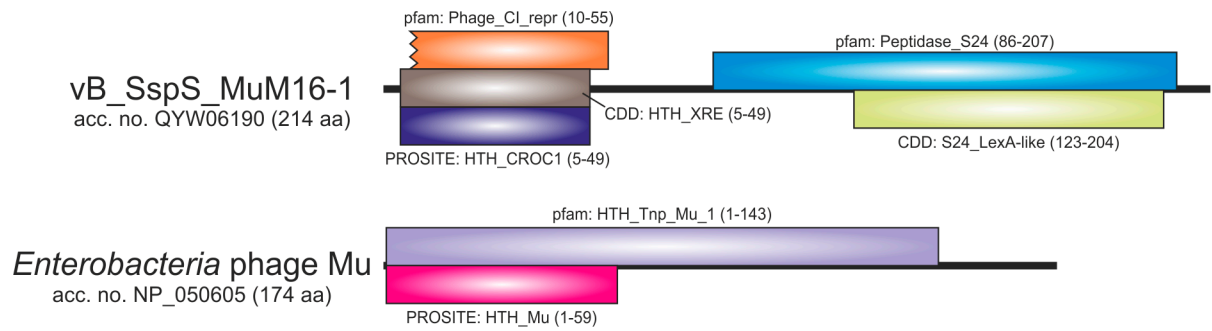 pfam: Phage_CI_repr (10-55)
pfam: Peptidase_S24 (86-207)
vB_SspS_MuM16-1
acc. no. QYW06190 (214 aa)
CDD: HTH_XRE (5-49)
CDD: S24_LexA-like (123-204)
PROSITE: HTH_CROC1 (5-49)
pfam: HTH_Tnp_Mu_1 (1-143)
Enterobacteria phage Mu
acc. no. NP_050605 (174 aa)
PROSITE: HTH_Mu (1-59)